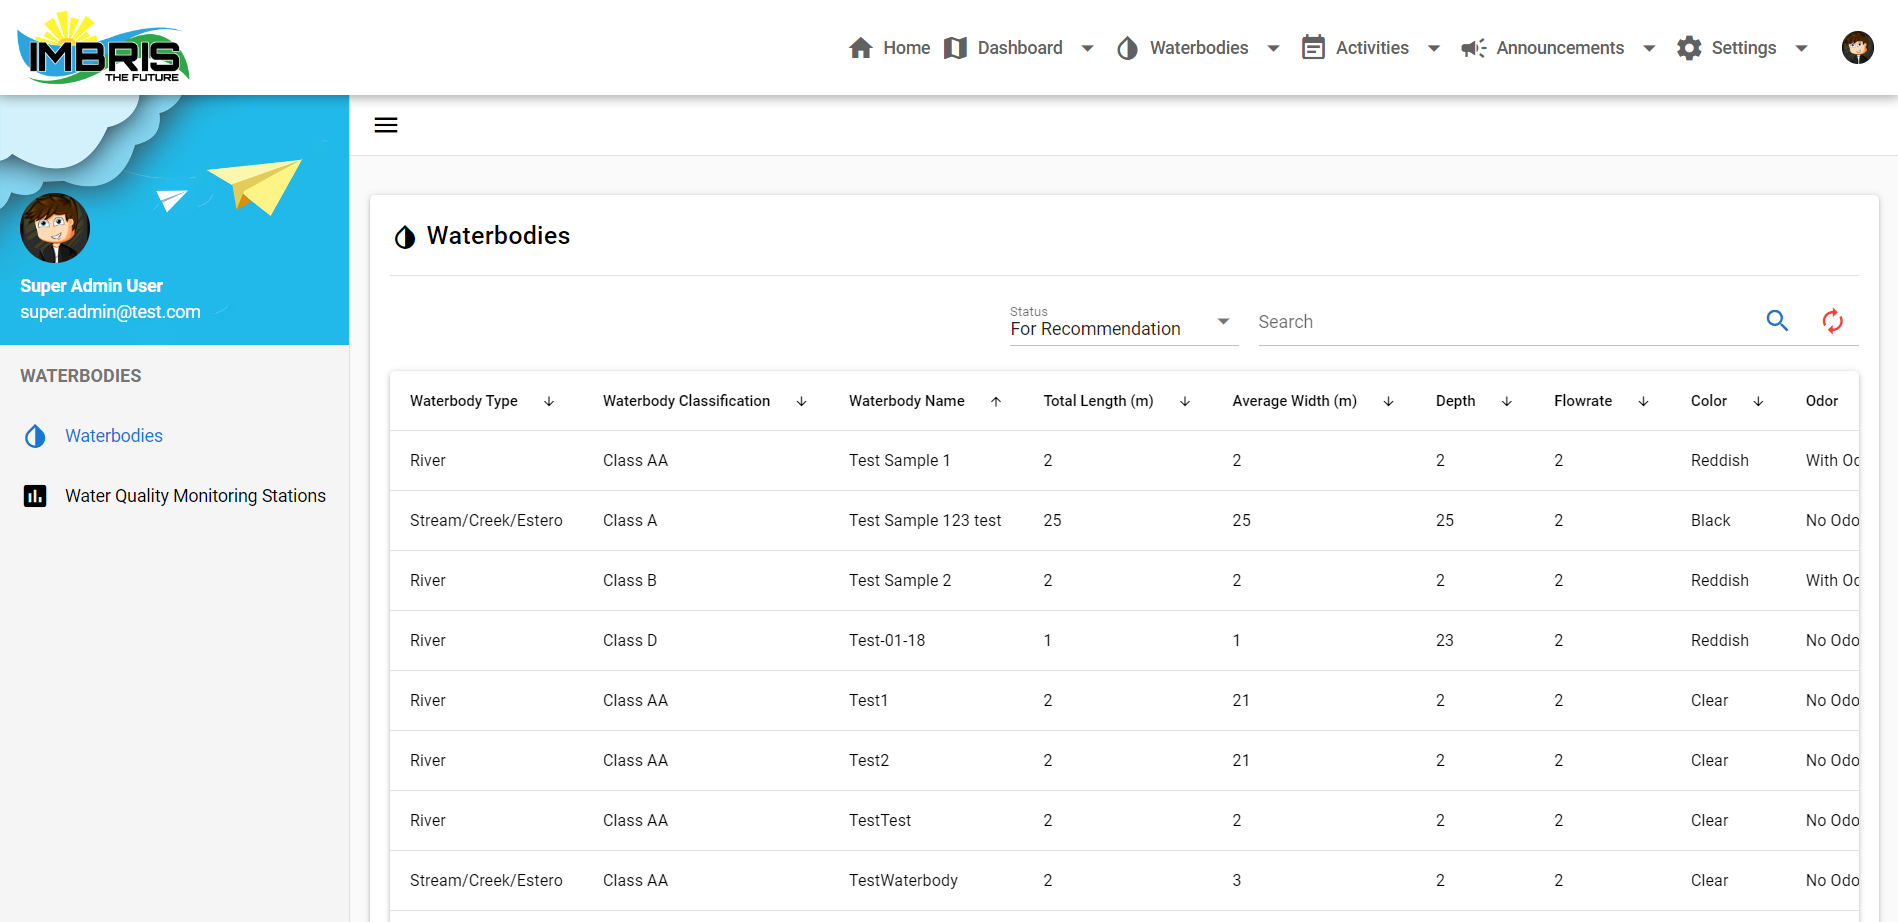 IMBRIS
THE FUTURE
Home Dashboard Waterbodies Activities Announcements Settings
Super Admin User
super.admin@test.com
WATERBODIES
Waterbodies
Water Quality Monitoring Stations
Waterbodies
Status
For Recommendation
Search
Waterbody Type Waterbody Classification Waterbody Name Total Length (m) Average Width (m) Depth Flowrate Color Odor
River Class AA Test Sample 1 2 2 2 2 Reddish With Oc
Stream/Creek/Estero Class A Test Sample 123 test 25 25 25 2 Black No Odo
River Class B Test Sample 2 2 2 2 2 Reddish With Oc
River Class D Test-01-18 1 1 23 2 Reddish No Odo
River Class AA Test1 2 21 2 2 Clear No Odo
River Class AA Test2 2 21 2 2 Clear No Odo
River Class AA TestTest 2 2 2 2 Clear No Odo
Stream/Creek/Estero Class AA TestWaterbody 2 3 2 2 Clear No Odo